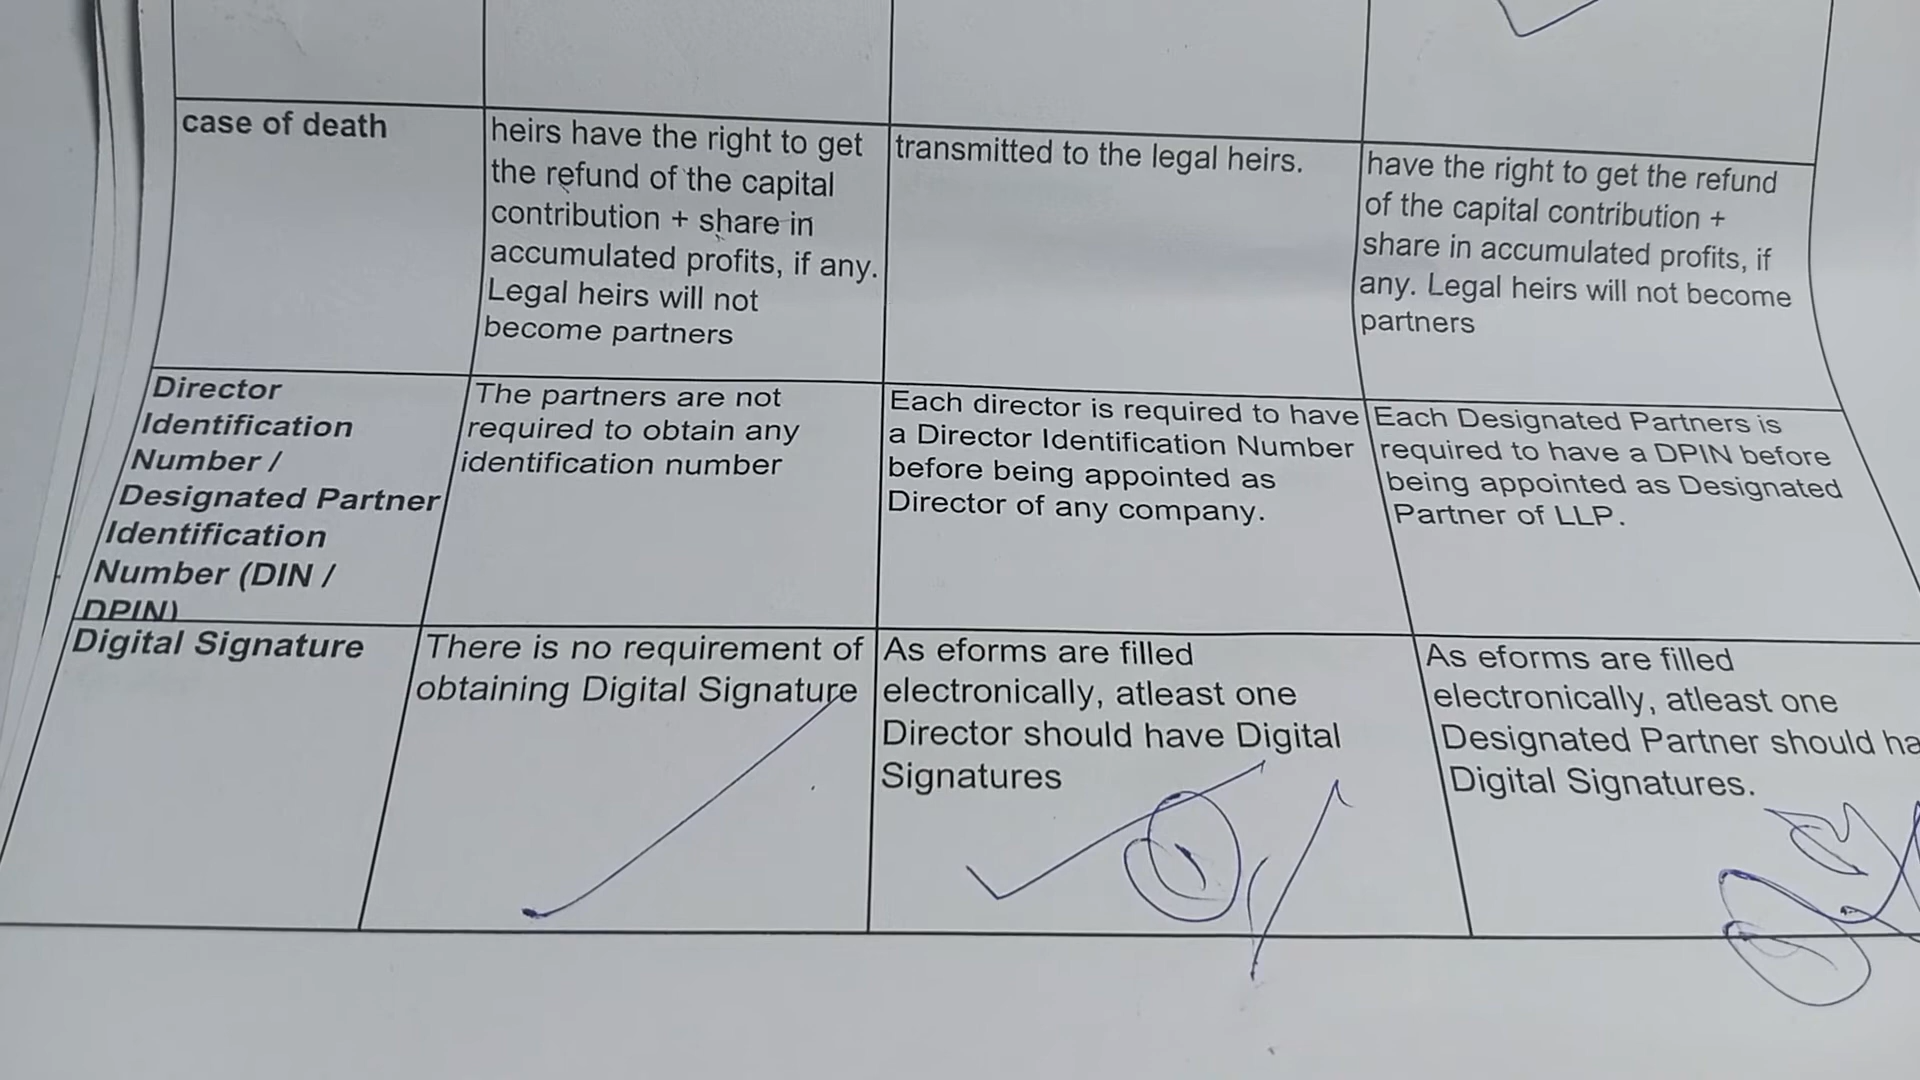 case of death
heirs have the right to get
the refund of the capital
contribution + share in
accumulated profits, if any.
Legal heirs will not
become partners
transmitted to the legal heirs.
have the right to get the refund
of the capital contribution +
share in accumulated profits, if
any. Legal heirs will not become
partners
Director
Identification
Number /
Designated Partner
Identification
Number (DIN /
DPIN)
The partners are not
required to obtain any
identification number
Each director is required to have
a Director Identification Number
before being appointed as
Director of any company.
Each Designated Partners is
required to have a DPIN before
being appointed as Designated
Partner of LLP.
Digital Signature
There is no requirement of
obtaining Digital Signature
As eforms are filled
electronically, atleast one
Director should have Digital
Signatures
As eforms are filled
electronically, atleast one
Designated Partner should ha
Digital Signatures.